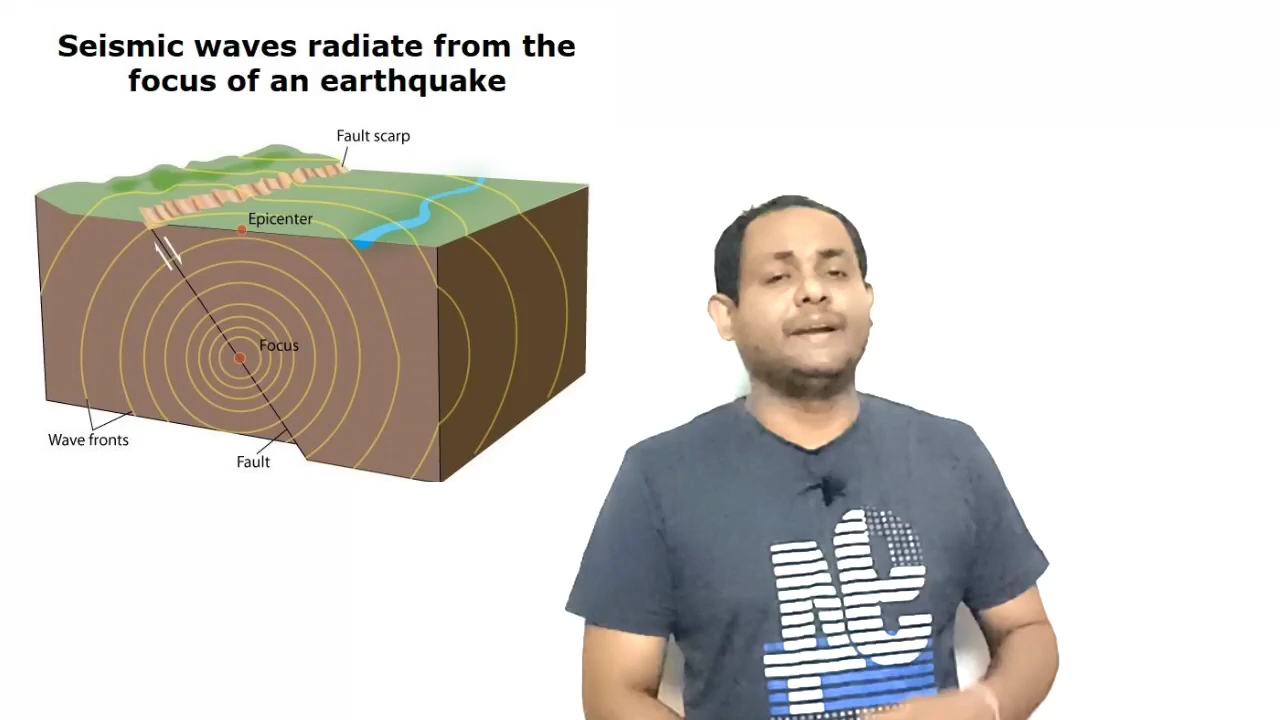 Seismic waves radiate from the
focus of an earthquake
Fault scarp
Epicenter
Focus
Wave fronts
Fault